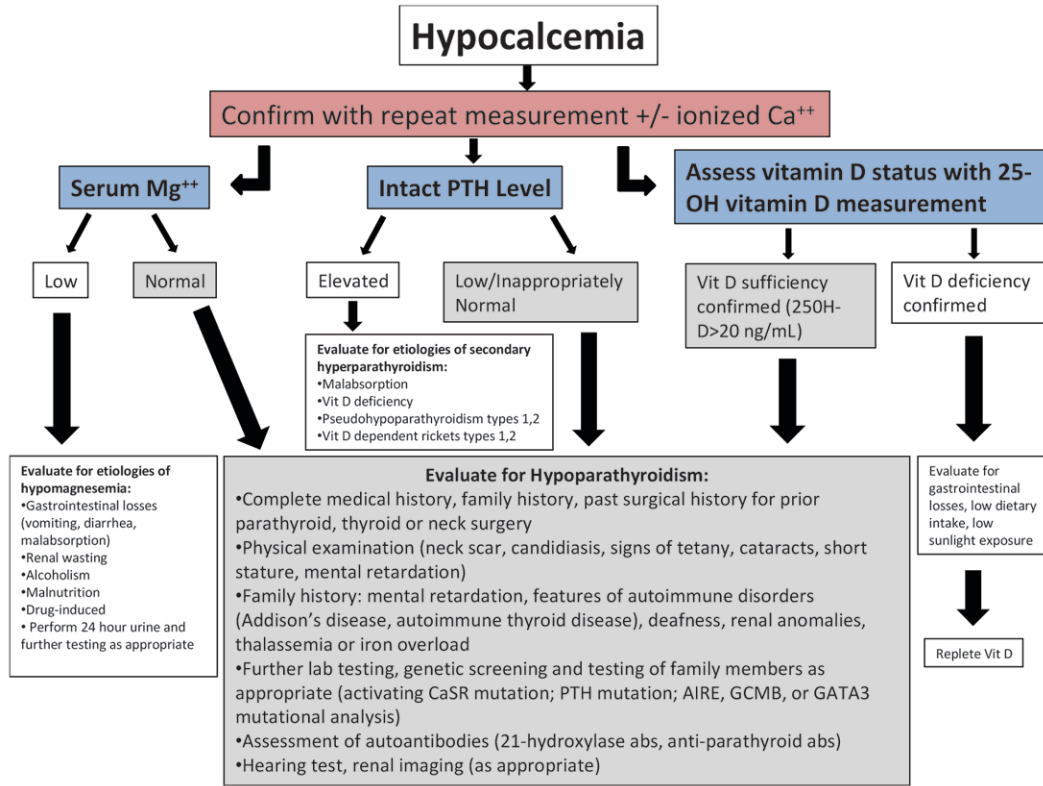 Hypocalcemia
Confirm with repeat measurement +/- ionized Ca⁺⁺
Serum Mg⁺⁺
Intact PTH Level
Assess vitamin D status with 25-
OH vitamin D measurement
Low
Normal
Elevated
Low/Inappropriately
Normal
Vit D sufficiency
confirmed (250H-
D>20 ng/mL)
Vit D deficiency
confirmed
Evaluate for etiologies of secondary
hyperparathyroidism:
•Malabsorption
•Vit D deficiency
•Pseudohypoparathyroidism types 1,2
•Vit D dependent rickets types 1,2
Evaluate for etiologies of
hypomagnesemia:
•Gastrointestinal losses
(vomiting, diarrhea,
malabsorption)
•Renal wasting
•Alcoholism
•Malnutrition
•Drug-induced
• Perform 24 hour urine and
further testing as appropriate
Evaluate for Hypoparathyroidism:
•Complete medical history, family history, past surgical history for prior
parathyroid, thyroid or neck surgery
•Physical examination (neck scar, candidiasis, signs of tetany, cataracts, short
stature, mental retardation)
•Family history: mental retardation, features of autoimmune disorders
(Addison's disease, autoimmune thyroid disease), deafness, renal anomalies,
thalassemia or iron overload
•Further lab testing, genetic screening and testing of family members as
appropriate (activating CaSR mutation; PTH mutation; AIRE, GCMB, or GATA3
mutational analysis)
•Assessment of autoantibodies (21-hydroxylase abs, anti-parathyroid abs)
•Hearing test, renal imaging (as appropriate)
Evaluate for
gastrointestinal
losses, low dietary
intake, low
sunlight exposure
Replete Vit D